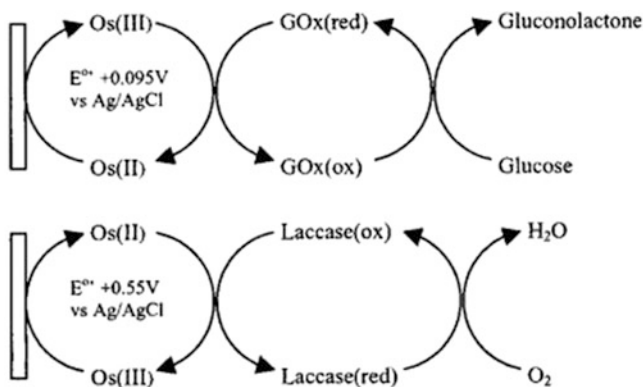 Os(III) GOx(red) Gluconolactone
E°' +0.095V
vs Ag/AgCl
Os(II) GOx(ox) Glucose
Os(II) Laccase(ox) H₂O
E°' +0.55V
vs Ag/AgCl
Os(III) Laccase(red) O₂